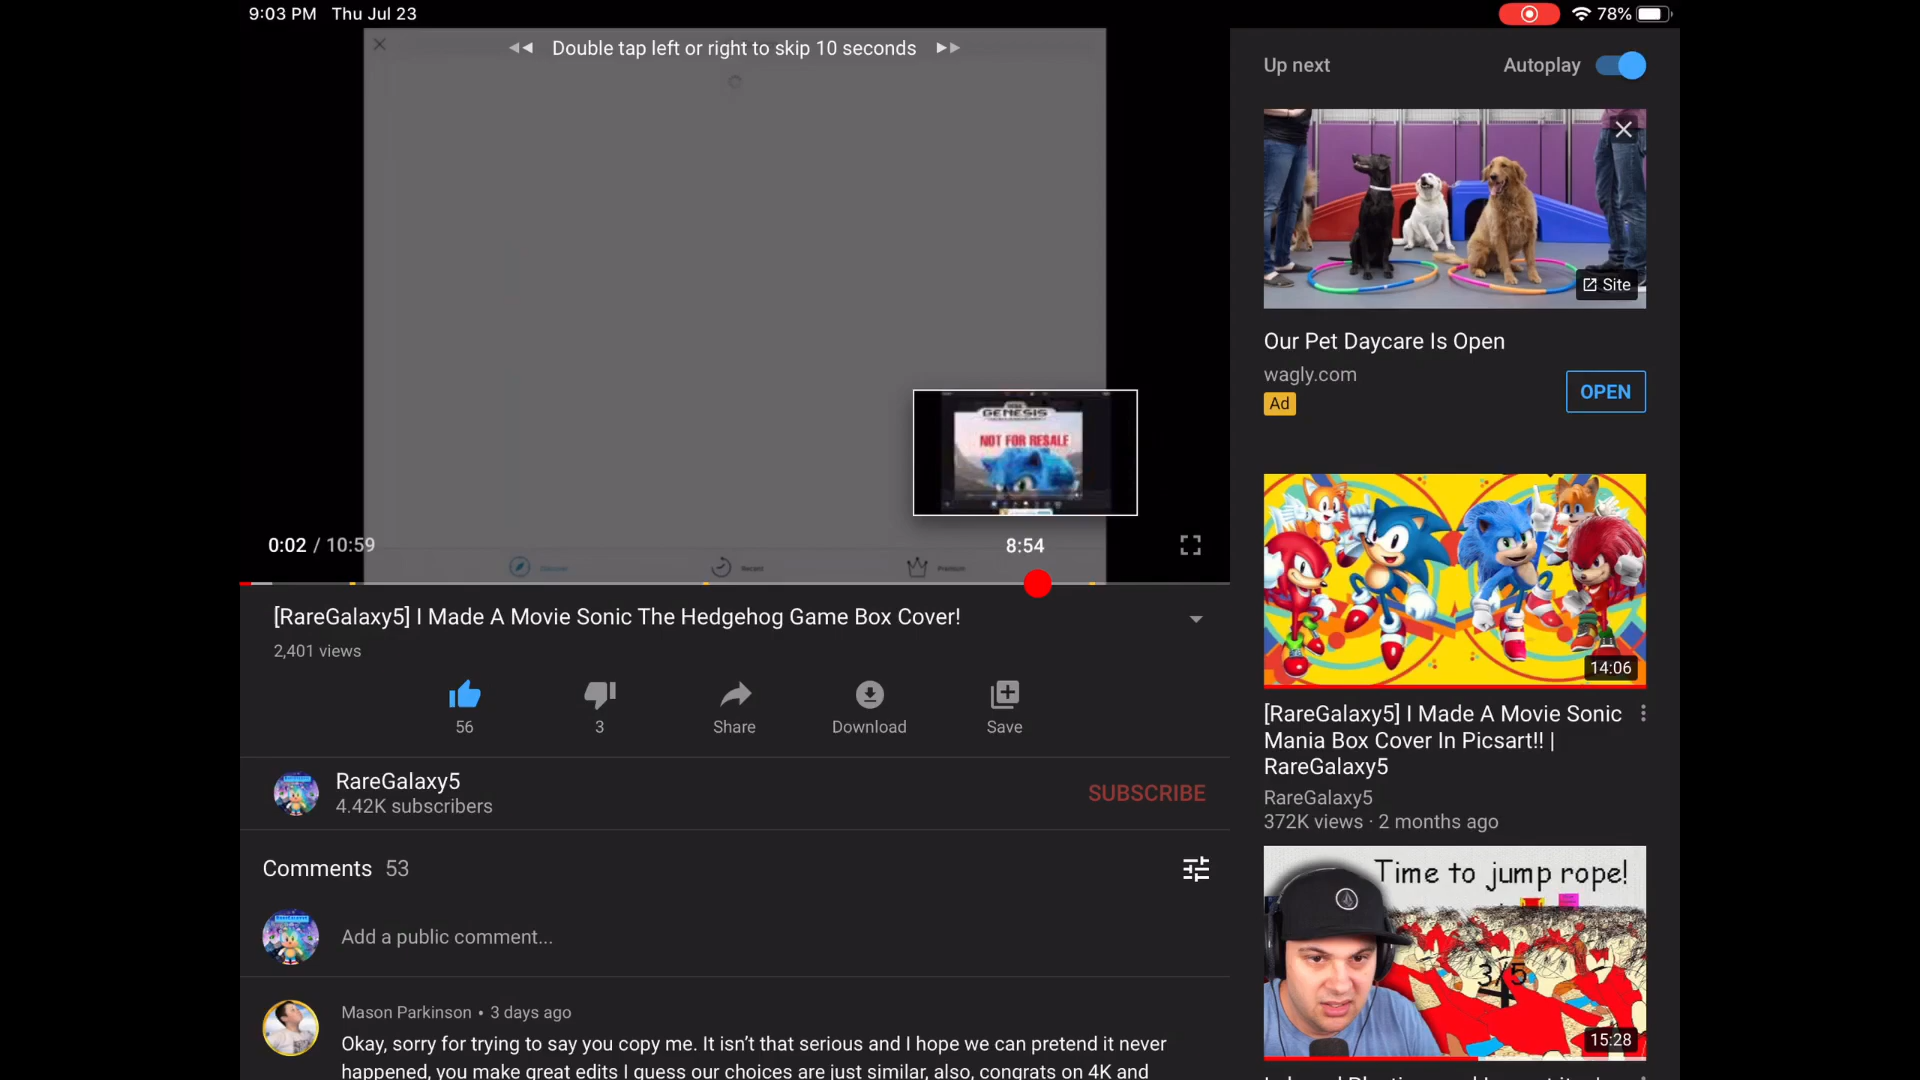 9:03 PM Thu Jul 23
78%
Double tap left or right to skip 10 seconds
GENESIS
NOT FOR RESALE
0:02 / 10:59
8:54
Discover
Recent
Premium
[RareGalaxy5] I Made A Movie Sonic The Hedgehog Game Box Cover!
2,401 views
56
3
Share
Download
Save
RareGalaxy5
4.42K subscribers
SUBSCRIBE
Comments 53
Add a public comment...
Mason Parkinson • 3 days ago
Okay, sorry for trying to say you copy me. It isn't that serious and I hope we can pretend it never
happened, you make great edits I guess our choices are just similar, also, congrats on 4K and
Up next
Autoplay
Site
Our Pet Daycare Is Open
wagly.com
Ad
OPEN
14:06
[RareGalaxy5] I Made A Movie Sonic
Mania Box Cover In Picsart!! |
RareGalaxy5
RareGalaxy5
372K views · 2 months ago
Time to jump rope!
3/5
15:28